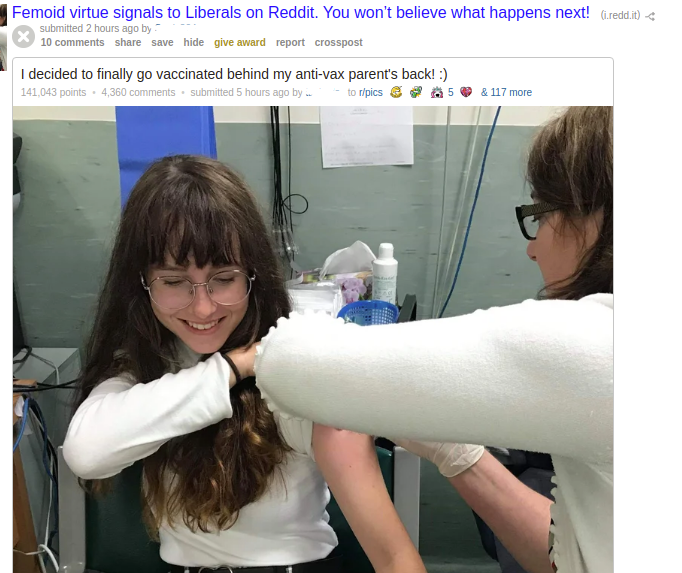 Femoid virtue signals to Liberals on Reddit. You won't believe what happens next! (i.redd.it)
submitted 2 hours ago by
10 comments share save hide give award report crosspost
I decided to finally go vaccinated behind my anti-vax parent's back! :)
141,043 points • 4,360 comments • submitted 5 hours ago by to r/pics 5 & 117 more